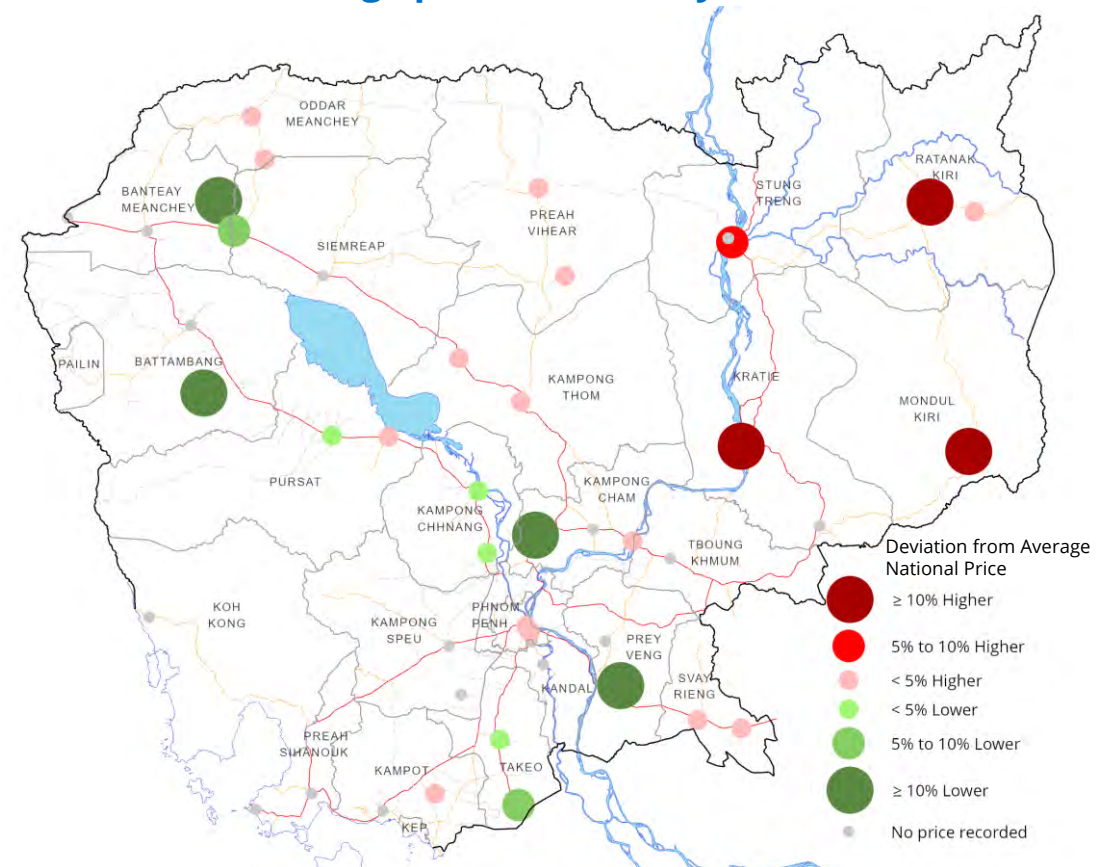 ODDAR
MEANCHEY
BANTEAY
MEANCHEY
SIEMREAP
PREAH
VIHEAR
STUNG
TRENG
RATANAK
KIRI
PAILIN
BATTAMBANG
KAMPONG
THOM
KRATIE
MONDUL
KIRI
PURSAT
KAMPONG
CHHNANG
KAMPONG
CHAM
TBOUNG
KHMUM
KOH
KONG
KAMPONG
SPEU
PHNOM
PENH
PREY
VENG
KANDAL
SVAY
RIENG
PREAH
SIHANOUK
KAMPOT
TAKEO
KEP
Deviation from Average
National Price
≥ 10% Higher
5% to 10% Higher
< 5% Higher
< 5% Lower
5% to 10% Lower
≥ 10% Lower
No price recorded